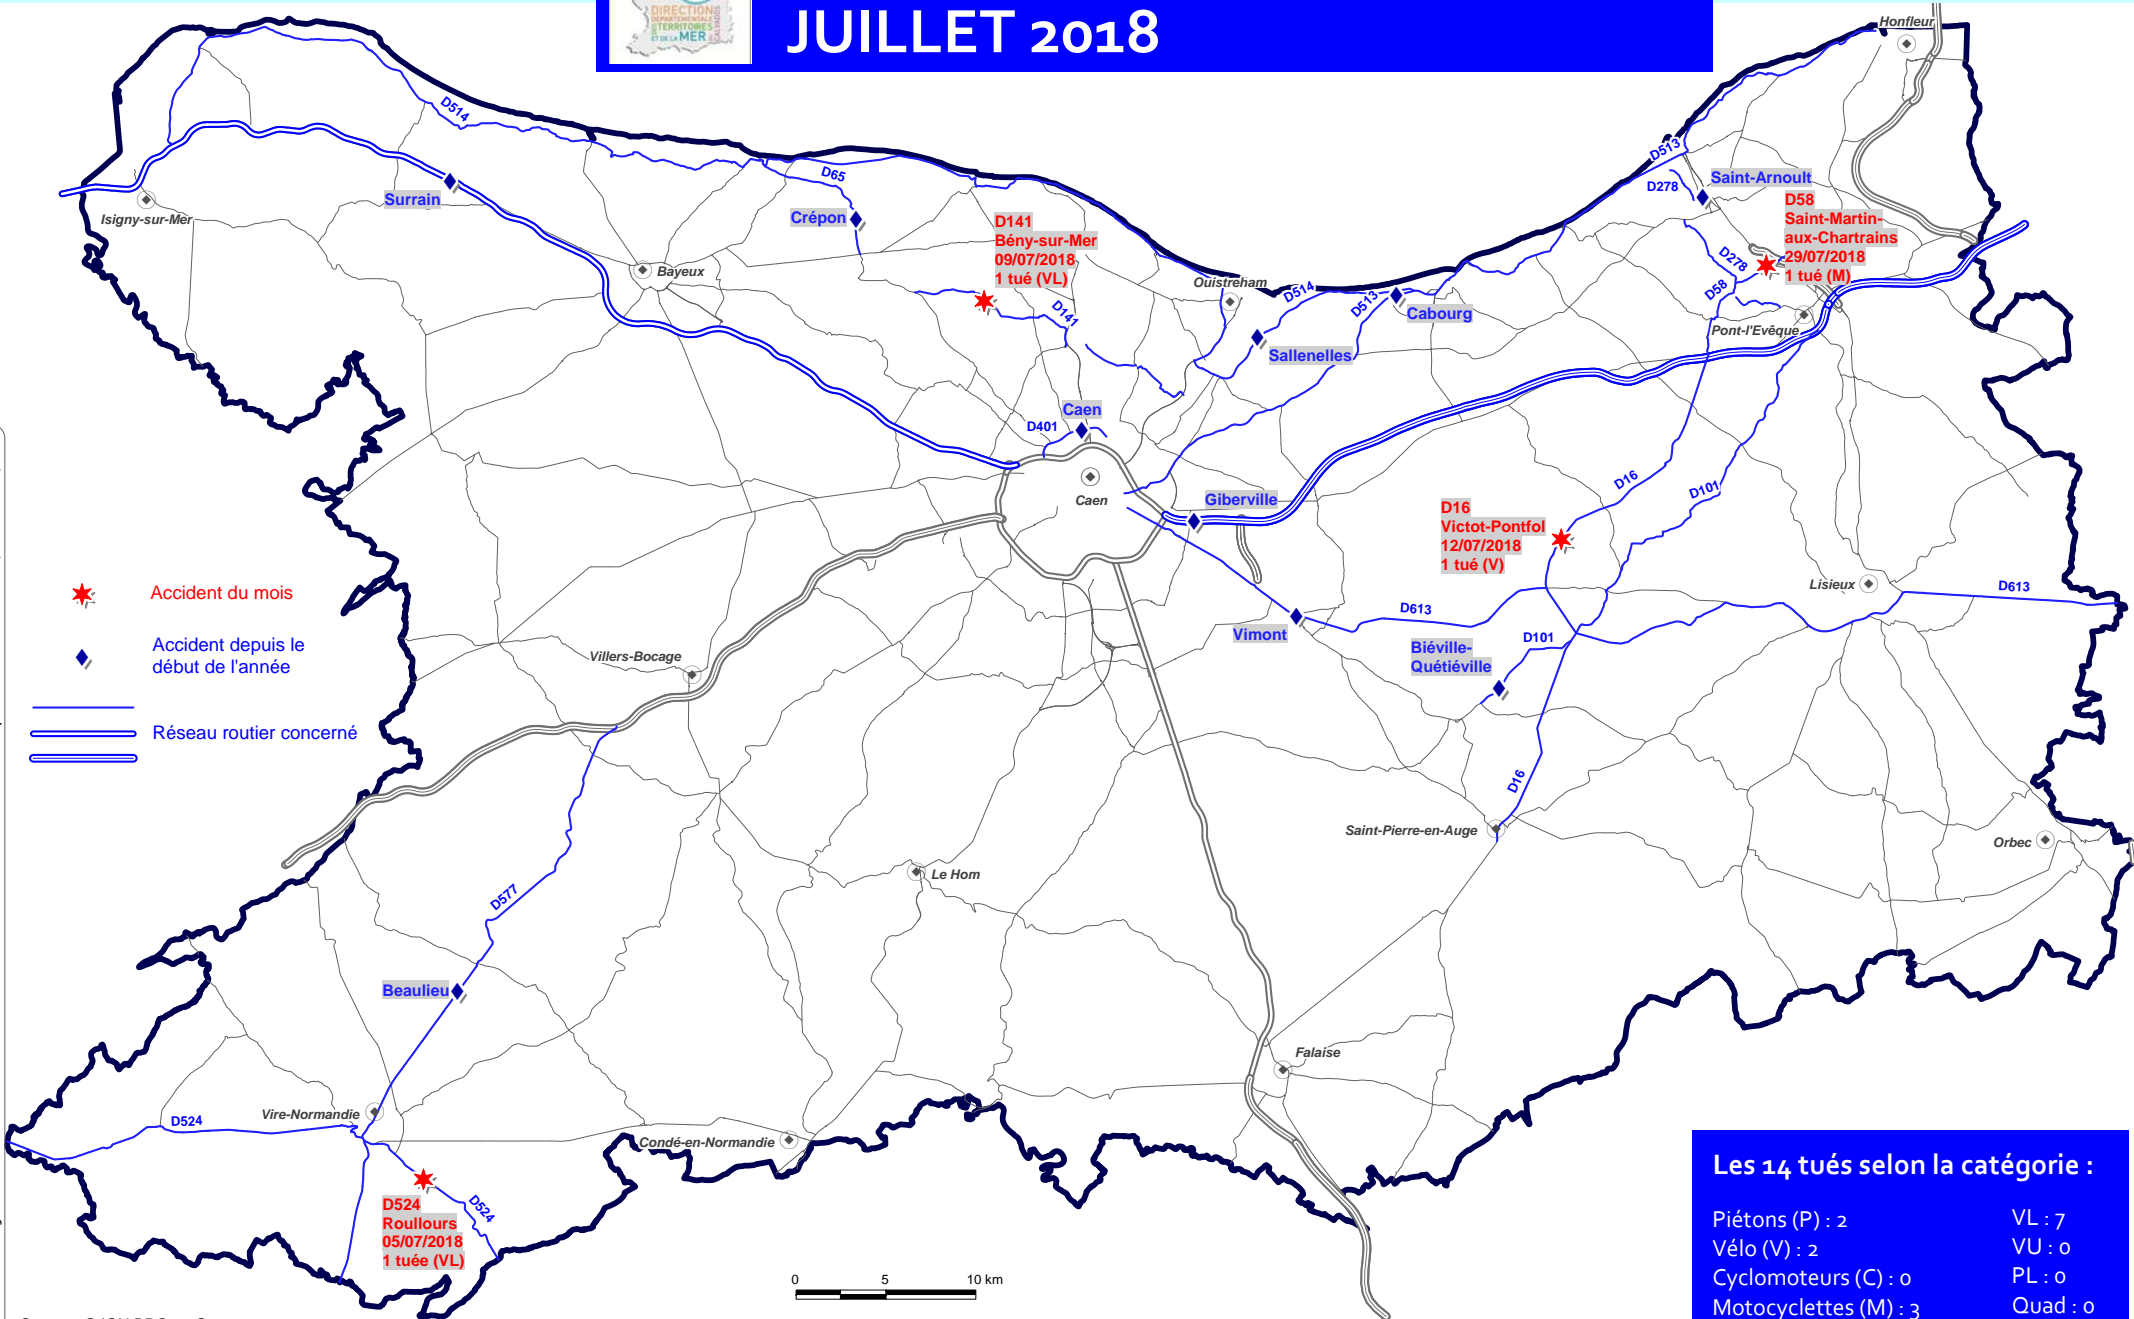 DIRECTION
DÉPARTEMENTALE
DES TERRITOIRES
ET DE LA MER
CALVADOS
JUILLET 2018
Honfleur
D514
D513
D65
D278
Saint-Arnoult
Surrain
Isigny-sur-Mer
Crépon
D141
Bény-sur-Mer
09/07/2018
1 tué (VL)
D58
Saint-Martin-
aux-Chartrains
29/07/2018
1 tué (M)
Bayeux
Ouistreham
D514
D513
D278
D58
D141
Cabourg
Pont-l'Evêque
Sallenelles
Caen
D401
Caen
Giberville
D16
D101
D16
Victot-Pontfol
12/07/2018
1 tué (V)
Lisieux
D613
D613
Vimont
D101
Biéville-
Quétiéville
Accident du mois
Accident depuis le
début de l'année
Réseau routier concerné
Villers-Bocage
D16
Saint-Pierre-en-Auge
Orbec
Le Hom
D577
Beaulieu
Falaise
Vire-Normandie
D524
Condé-en-Normandie
D524
D524
Roullours
05/07/2018
1 tuée (VL)
0 5 10 km
Les 14 tués selon la catégorie :
Piétons (P) : 2 VL : 7
Vélo (V) : 2 VU : 0
Cyclomoteurs (C) : 0 PL : 0
Motocyclettes (M) : 3 Quad : 0